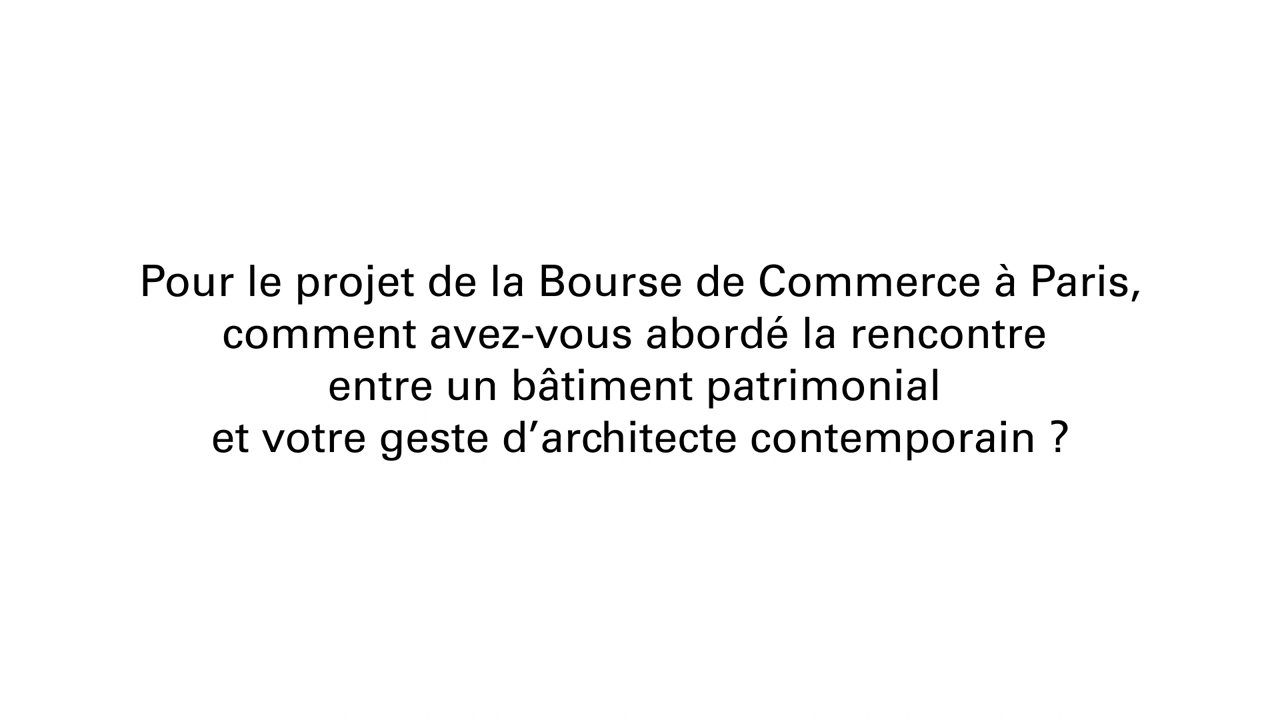 Pour le projet de la Bourse de Commerce à Paris,
comment avez-vous abordé la rencontre
entre un bâtiment patrimonial
et votre geste d’architecte contemporain ?